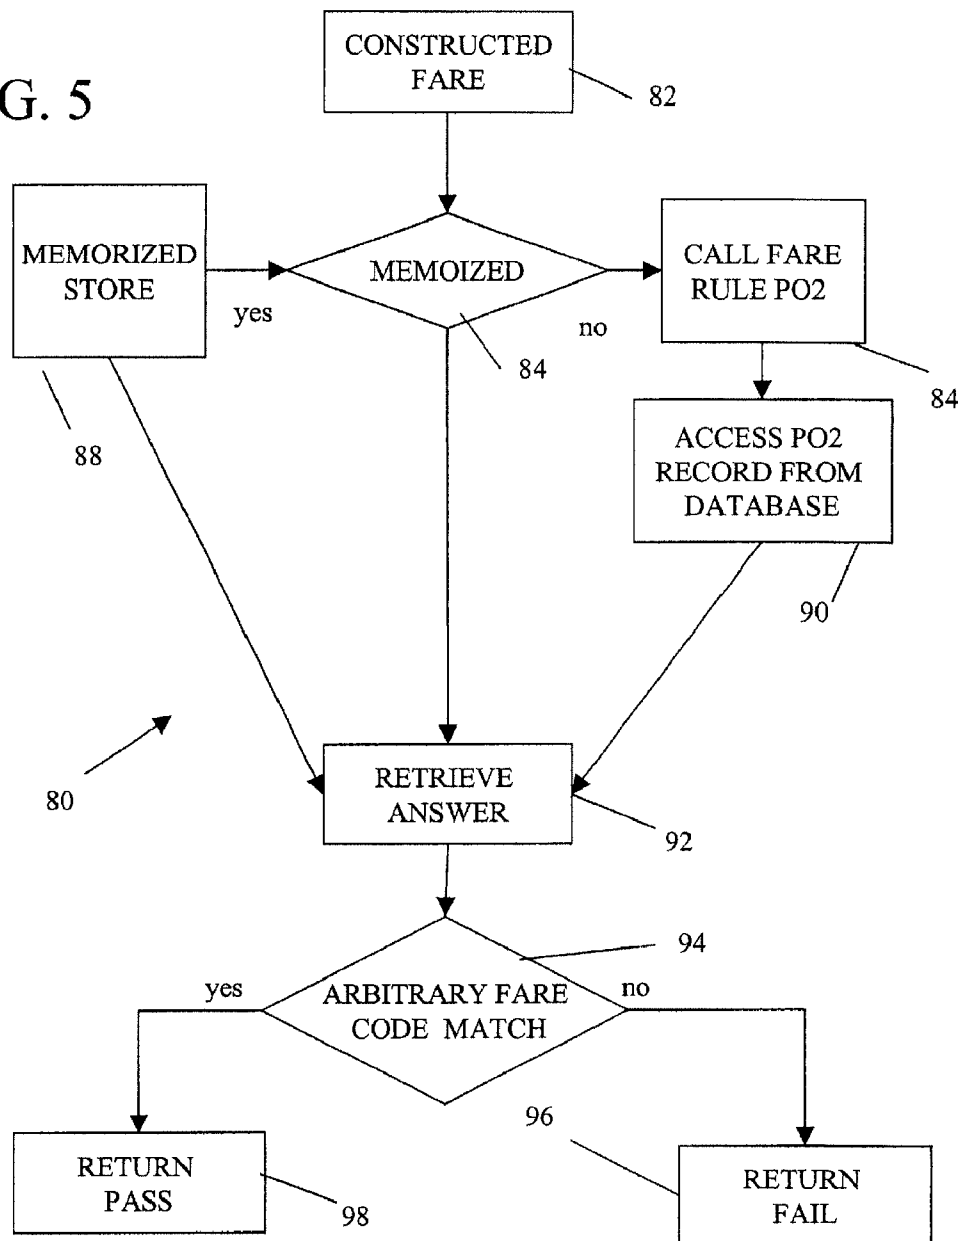 CONSTRUCTED
FARE
82
G. 5
MEMORIZED
STORE
MEMOIZED
CALL FARE
RULE PO2
yes
no
84
84
88
ACCESS PO2
RECORD FROM
DATABASE
90
80
RETRIEVE
ANSWER
92
94
yes
no
ARBITRARY FARE
CODE MATCH
96
RETURN
PASS
98
RETURN
FAIL